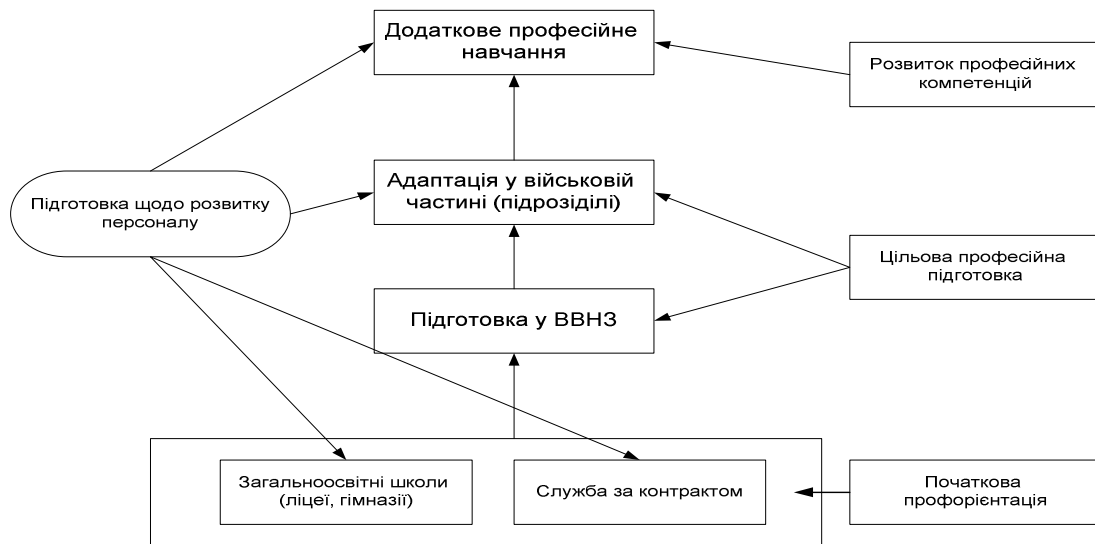 Додаткове професійне
навчання
Розвиток професійних
компетенцій
Адаптація у військовій
частині (підрозіділі)
Підготовка щодо розвитку
персоналу
Цільова професійна
підготовка
Підготовка у ВВНЗ
Загальноосвітні школи
(ліцеї, гімназії)
Служба за контрактом
Початкова
профорієнтація